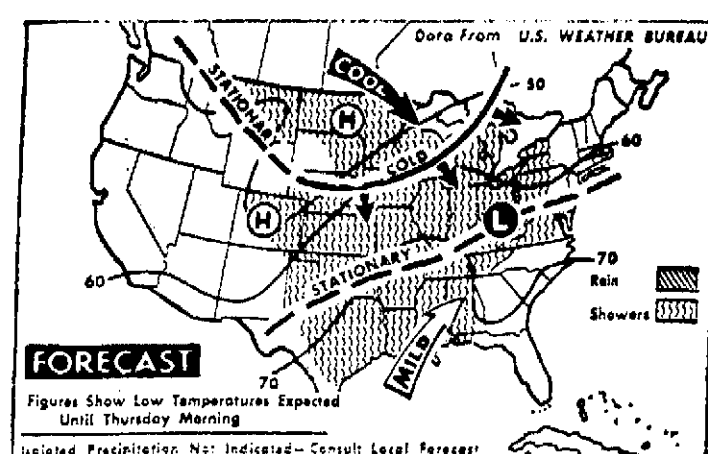 Data From U.S. WEATHER BUREAU
COOL
50
STATIONARY
H
COLD
60
H
L
STATIONARY
70
60
Rain
Showers
MILD
FORECAST
70
Figures Show Low Temperatures Expected
Until Thursday Morning
Isolated Precipitation Not Indicated– Consult Local Forecast